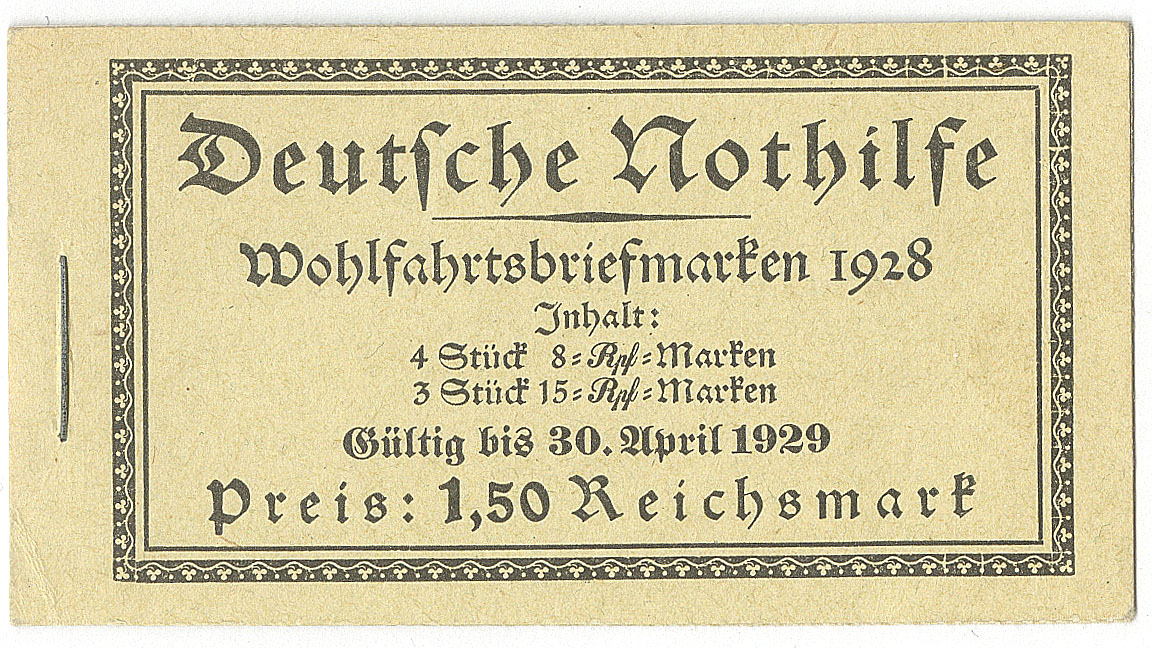 Deutsche Nothilfe
Wohlfahrtsbriefmarken 1928
Inhalt:
4 Stück 8=Rpf=Marken
3 Stück 15=Rpf=Marken
Gültig bis 30. April 1929
Preis: 1,50 Reichsmark